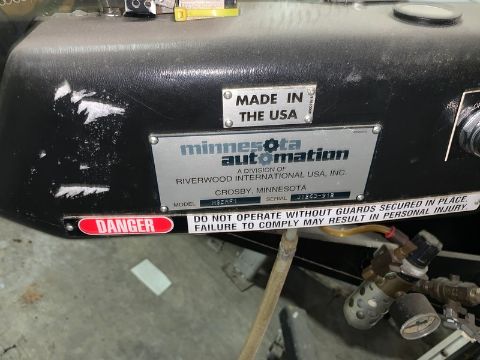 MADE IN
THE USA
minnesota
automation
A DIVISION OF
RIVERWOOD INTERNATIONAL USA, INC.
CROSBY, MINNESOTA
MODEL SERIAL
DANGER
DO NOT OPERATE WITHOUT GUARDS SECURED IN PLACE.
FAILURE TO COMPLY MAY RESULT IN PERSONAL INJURY.